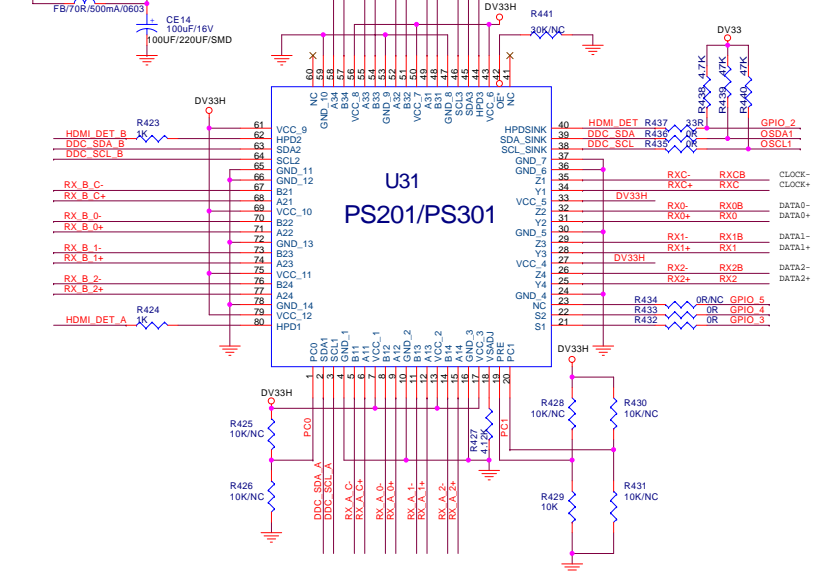 FB/70R/500mA/0603
CE14
100uF/16V
100UF/220UF/SMD
DV33H
R441
30K/NC
DV33
R438 4.7K
R439 47K
R440 47K
60 59 58 57 56 55 54 53 52 51 50 49 48 47 46 45 44 43 42 41
NC GND_10 A34 B34 VCC_8 A33 B33 GND_9 A32 B32 VCC_7 A31 B31 SCL3 SDA3 HPD3 VCC_6 OE NC
DV33H
61 VCC_9
HDMI_DET_B R423 1K 62 HPD2
DDC_SDA_B 63 SDA2
DDC_SCL_B 64 SCL2
65 GND_11
66 GND_12
RX_B_C- 67 B21
RX_B_C+ 68 A21
69 VCC_10
RX_B_0- 70 B22
RX_B_0+ 71 A22
72 GND_13
RX_B_1- 73 B23
RX_B_1+ 74 A23
75 VCC_11
RX_B_2- 76 B24
RX_B_2+ 77 A24
78 GND_14
79 VCC_12
HDMI_DET_A R424 1K 80 HPD1
U31
PS201/PS301
HPDSINK 40 HDMI_DET R437 33R GPIO_2
SDA_SINK 39 DDC_SDA R436 0R OSDA1
SCL_SINK 38 DDC_SCL R435 0R OSCL1
GND_7 37
GND_6 36
Z1 35 RXC- RXCB CLOCK-
Y1 34 RXC+ RXC CLOCK+
VCC_5 33 DV33H
Z2 32 RX0- RX0B DATA0-
Y2 31 RX0+ RX0 DATA0+
GND_5 30
Z3 29 RX1- RX1B DATA1-
Y3 28 RX1+ RX1 DATA1+
VCC_4 27 DV33H
Z4 26 RX2- RX2B DATA2-
Y4 25 RX2+ RX2 DATA2+
GND_4 24
NC 23 R434 0R/NC GPIO_5
S2 22 R433 0R GPIO_4
S1 21 R432 0R GPIO_3
PC0 SDA1 SCL1 GND_1 B11 A11 VCC_1 B12 A12 GND_2 B13 A13 VCC_2 B14 A14 GND_3 VCC_3 VSADJ PRE PC1
1 2 3 4 5 6 7 8 9 10 11 12 13 14 15 16 17 18 19 20
DV33H
R425
10K/NC
R426
10K/NC
PC0
DDC_SDA_A
DDC_SCL_A
RX_A_C-
RX_A_C+
RX_A_0-
RX_A_0+
RX_A_1-
RX_A_1+
RX_A_2-
RX_A_2+
R427
4.12K
PC1
DV33H
R428
10K/NC
R430
10K/NC
R429
10K
R431
10K/NC